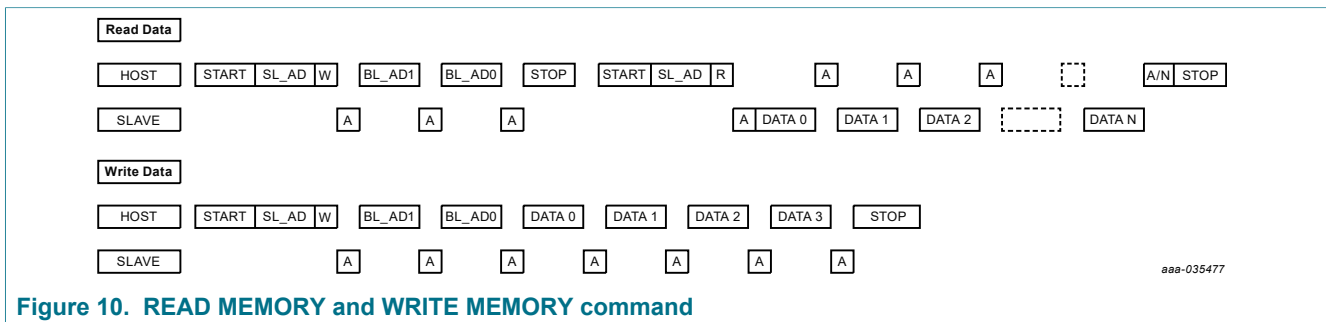 Read Data
HOST START SL_AD W BL_AD1 BL_AD0 STOP START SL_AD R A A A A/N STOP
SLAVE A A A A DATA 0 DATA 1 DATA 2 DATA N
Write Data
HOST START SL_AD W BL_AD1 BL_AD0 DATA 0 DATA 1 DATA 2 DATA 3 STOP
SLAVE A A A A A A A
aaa-035477
Figure 10. READ MEMORY and WRITE MEMORY command